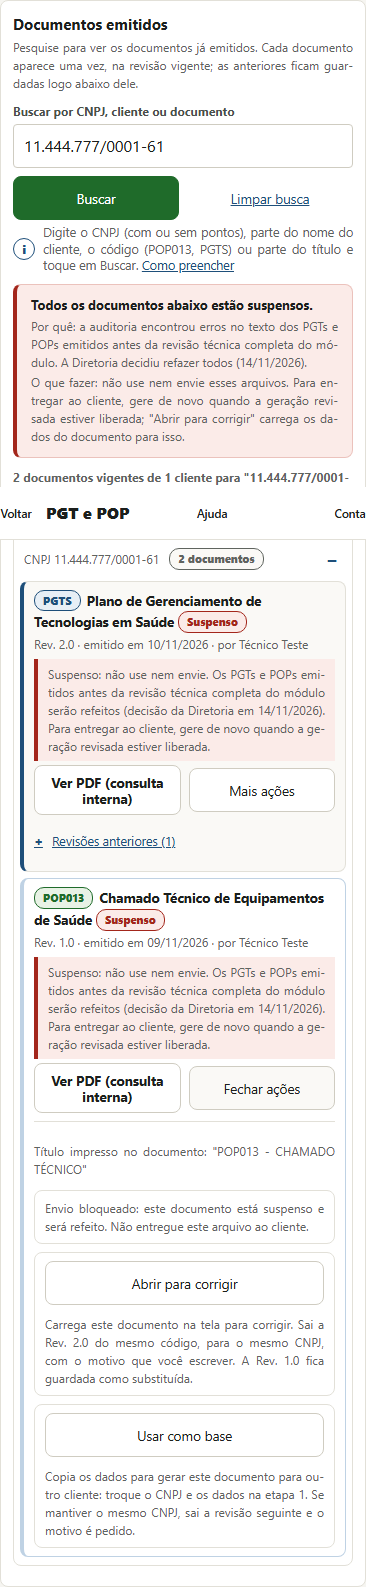 Documentos emitidos
Pesquise para ver os documentos já emitidos. Cada documento
aparece uma vez, na revisão vigente; as anteriores ficam guar-
dadas logo abaixo dele.
Buscar por CNPJ, cliente ou documento
11.444.777/0001-61
Buscar
Limpar busca
Digite o CNPJ (com ou sem pontos), parte do nome do
cliente, o código (POP013, PGTS) ou parte do título e
toque em Buscar. Como preencher
Todos os documentos abaixo estão suspensos.
Por quê: a auditoria encontrou erros no texto dos PGTs e
POPs emitidos antes da revisão técnica completa do mó-
dulo. A Diretoria decidiu refazer todos (14/11/2026).
O que fazer: não use nem envie esses arquivos. Para en-
tregar ao cliente, gere de novo quando a geração revi-
sada estiver liberada; "Abrir para corrigir" carrega os da-
dos do documento para isso.
2 documentos vigentes de 1 cliente para "11.444.777/0001-
Voltar
PGT e POP
Ajuda
Conta
CNPJ 11.444.777/0001-61
2 documentos
–
PGTS Plano de Gerenciamento de
Tecnologias em Saúde Suspenso
Rev. 2.0 · emitido em 10/11/2026 · por Técnico Teste
Suspenso: não use nem envie. Os PGTs e POPs emi-
tidos antes da revisão técnica completa do módulo
serão refeitos (decisão da Diretoria em 14/11/2026).
Para entregar ao cliente, gere de novo quando a ge-
ração revisada estiver liberada.
Ver PDF (consulta
interna)
Mais ações
+ Revisões anteriores (1)
POP013 Chamado Técnico de Equipamentos
de Saúde Suspenso
Rev. 1.0 · emitido em 09/11/2026 · por Técnico Teste
Suspenso: não use nem envie. Os PGTs e POPs emi-
tidos antes da revisão técnica completa do módulo
serão refeitos (decisão da Diretoria em 14/11/2026).
Para entregar ao cliente, gere de novo quando a ge-
ração revisada estiver liberada.
Ver PDF (consulta
interna)
Fechar ações
Título impresso no documento: "POP013 - CHAMADO
TÉCNICO"
Envio bloqueado: este documento está suspenso e
será refeito. Não entregue este arquivo ao cliente.
Abrir para corrigir
Carrega este documento na tela para corrigir. Sai a
Rev. 2.0 do mesmo código, para o mesmo CNPJ,
com o motivo que você escrever. A Rev. 1.0 fica
guardada como substituída.
Usar como base
Copia os dados para gerar este documento para ou-
tro cliente: troque o CNPJ e os dados na etapa 1. Se
mantiver o mesmo CNPJ, sai a revisão seguinte e o
motivo é pedido.